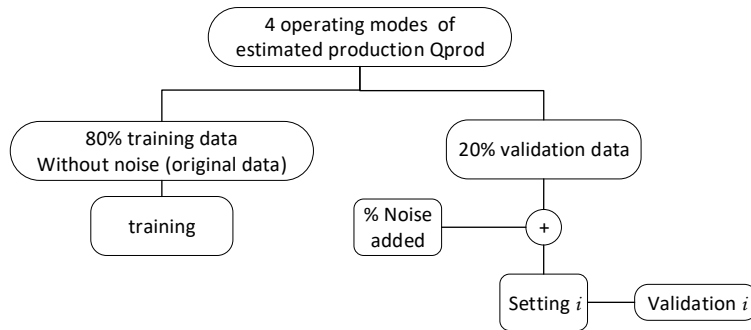 4 operating modes of
estimated production Qprod
80% training data
Without noise (original data)
20% validation data
training
% Noise
added
+
Setting i
Validation i